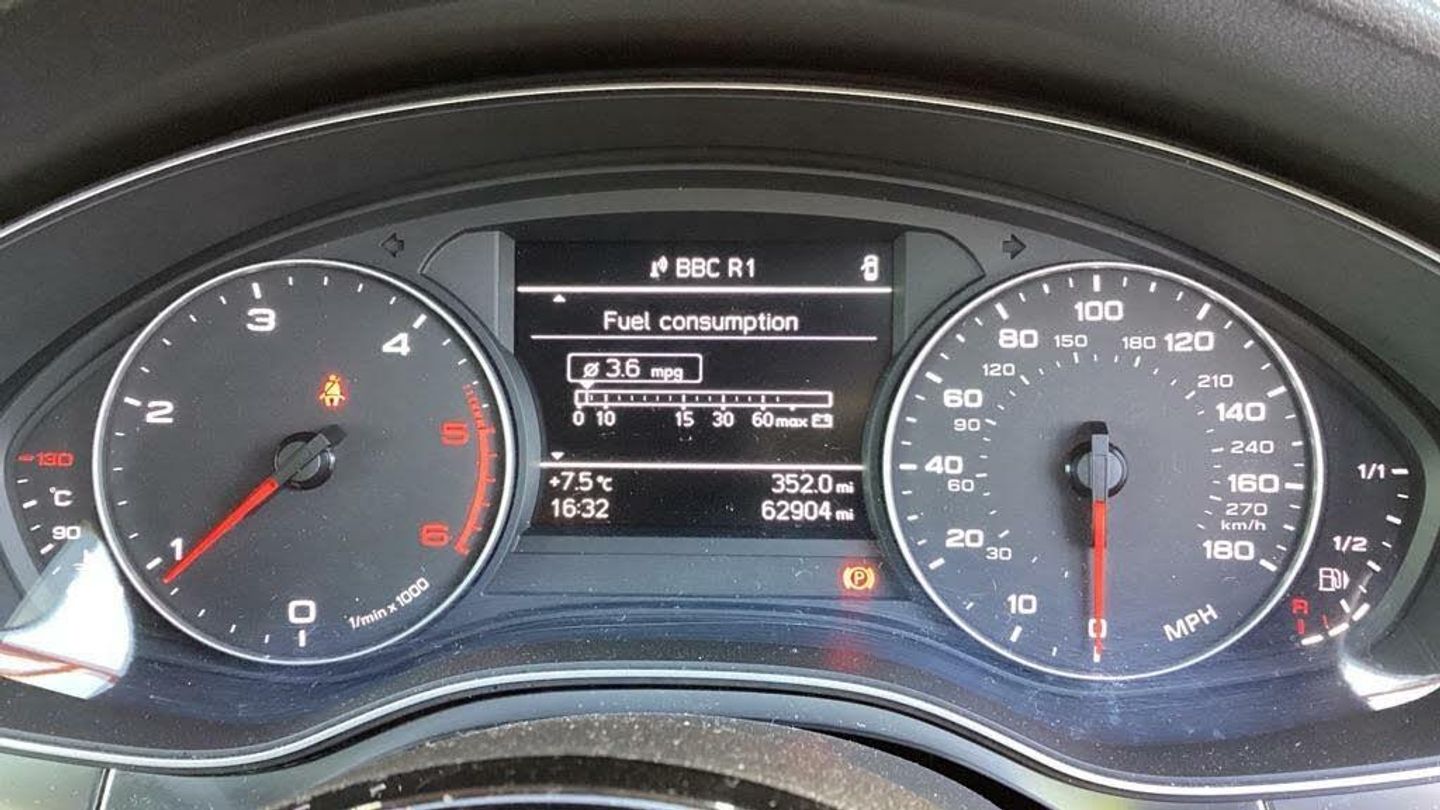 BBC R1
Fuel consumption
ø 3.6 mpg
0 10 15 30 60 max
+7.5 °C 352.0 mi
16:32 62904 mi
0
1
2
3
4
5
6
1/min x 1000
130
°C
90
P
0
10
20
40
60
80
100
120
140
160
180
MPH
30
60
90
120
150
180
210
240
270
km/h
1/1
1/2
R